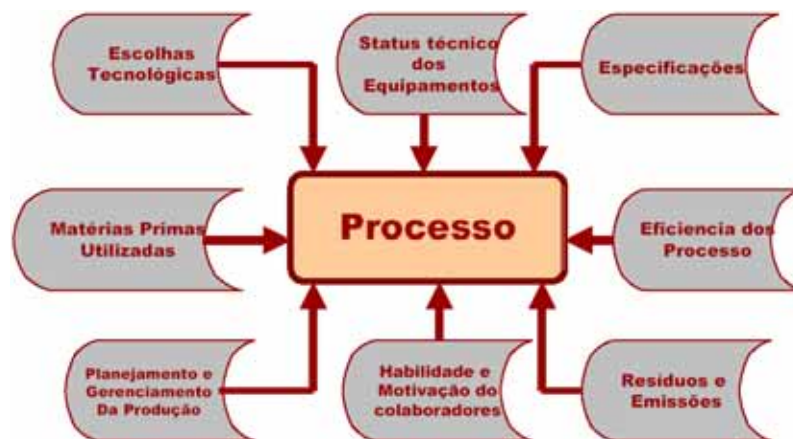 Escolhas
Tecnológicas
Status técnico
dos
Equipamentos
Especificações
Matérias Primas
Utilizadas
Processo
Eficiencia dos
Processo
Planejamento e
Gerenciamento
Da Produção
Habilidade e
Motivação do
colaboradores
Resíduos e
Emissões